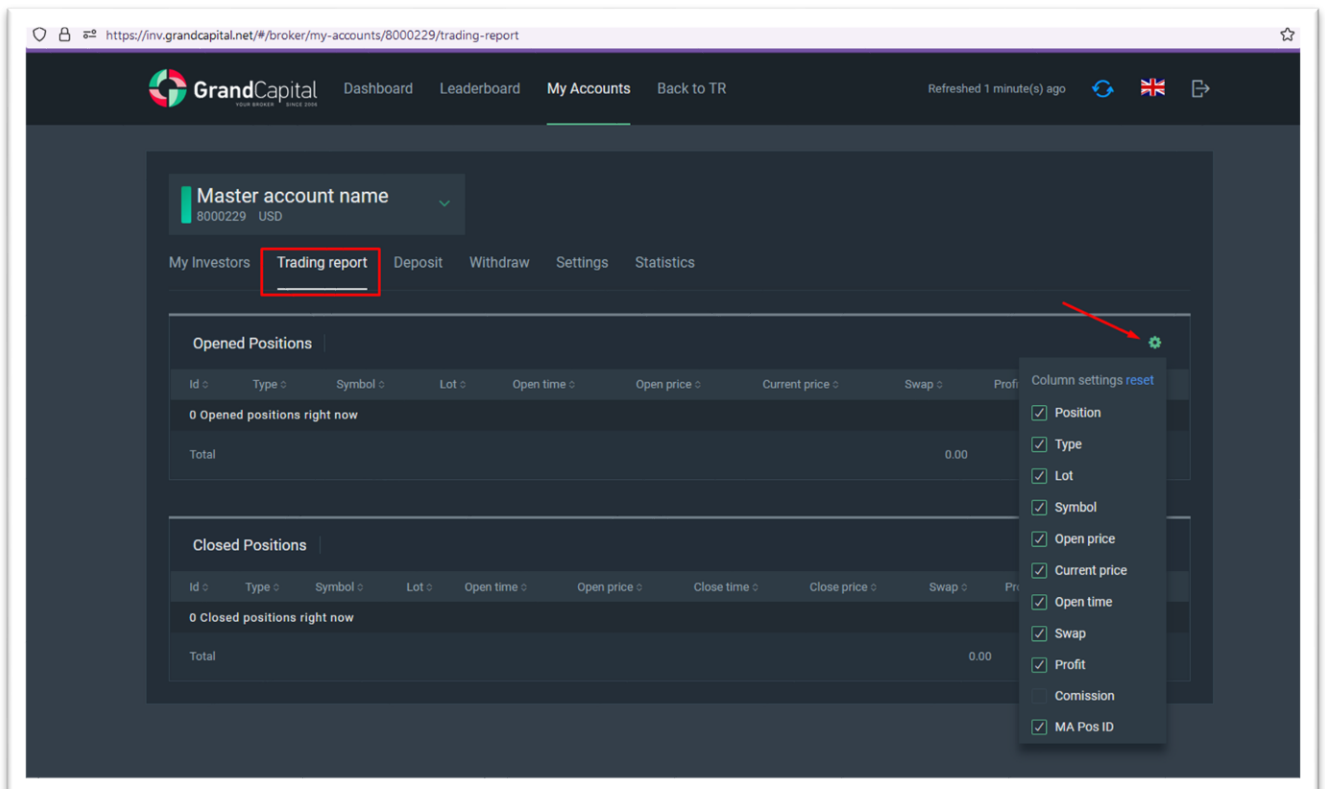 https://inv.grandcapital.net/#/broker/my-accounts/8000229/trading-report
GrandCapital Dashboard Leaderboard My Accounts Back to TR Refreshed 1 minute(s) ago
YOUR BROKER SINCE 2006
Master account name
8000229 USD
My Investors Trading report Deposit Withdraw Settings Statistics
Opened Positions
Id Type Symbol Lot Open time Open price Current price Swap Profi
0 Opened positions right now
Total 0.00
Closed Positions
Id Type Symbol Lot Open time Open price Close time Close price Swap Pr
0 Closed positions right now
Total 0.00
Column settings reset
Position
Type
Lot
Symbol
Open price
Current price
Open time
Swap
Profit
Comission
MA Pos ID